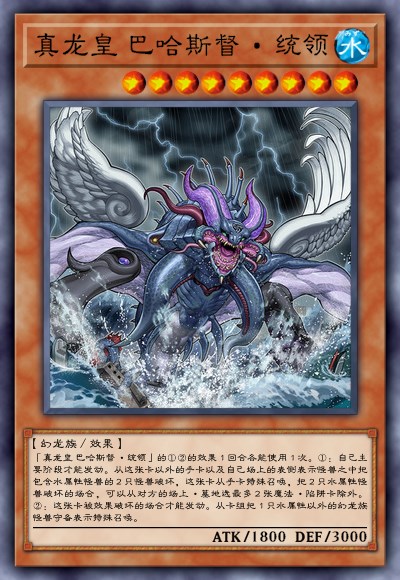 真龙皇 巴哈斯督・统领
水
【幻龙族／效果】
「真龙皇 巴哈斯督・统领」的①②的效果1回合各能使用1次。①：自己主
要阶段才能发动。从这张卡以外的手卡以及自己场上的表侧表示怪兽之中把
包含水属性怪兽的2只怪兽破坏，这张卡从手卡特殊召唤，把2只水属性怪
兽破坏的场合，可以从对方的场上・墓地选最多2张魔法・陷阱卡除外。
②：这张卡被效果破坏的场合才能发动。从卡组把1只水属性以外的幻龙族
怪兽守备表示特殊召唤。
ATK/1800 DEF/3000